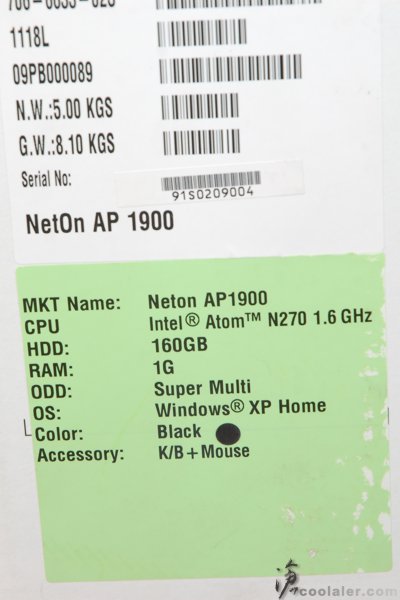 1118L
09PB000089
N.W.:5.00 KGS
G.W.:8.10 KGS
Serial No:
91S0209004
NetOn AP 1900
MKT Name: Neton AP1900
CPU Intel® Atom™ N270 1.6 GHz
HDD: 160GB
RAM: 1G
ODD: Super Multi
OS: Windows® XP Home
Color: Black
Accessory: K/B+Mouse
coolaler.com